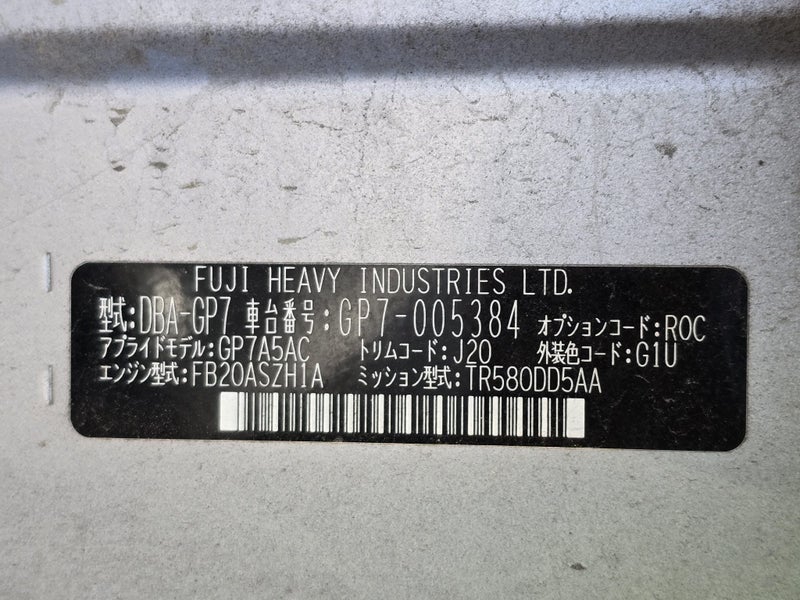 FUJI HEAVY INDUSTRIES LTD.
型式:DBA-GP7 車台番号:GP7-005384 オプションコード:ROC
アプライドモデル:GP7A5AC トリムコード:J20 外装色コード:G1U
エンジン型式:FB20ASZH1A ミッション型式:TR580DD5AA